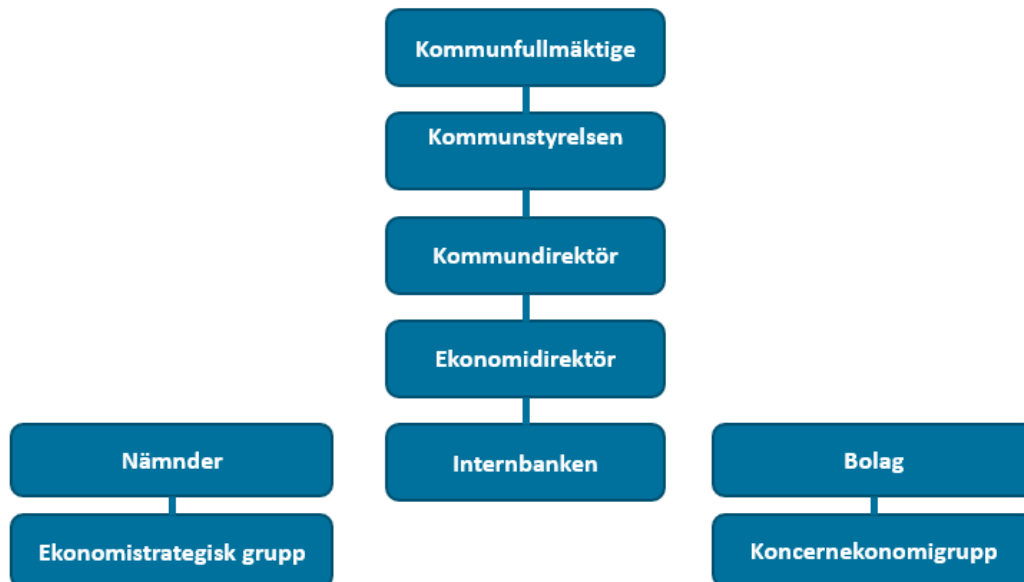 Kommunfullmäktige
Kommunstyrelsen
Kommundirektör
Ekonomidirektör
Nämnder
Internbanken
Bolag
Ekonomistrategisk grupp
Koncernekonomigrupp